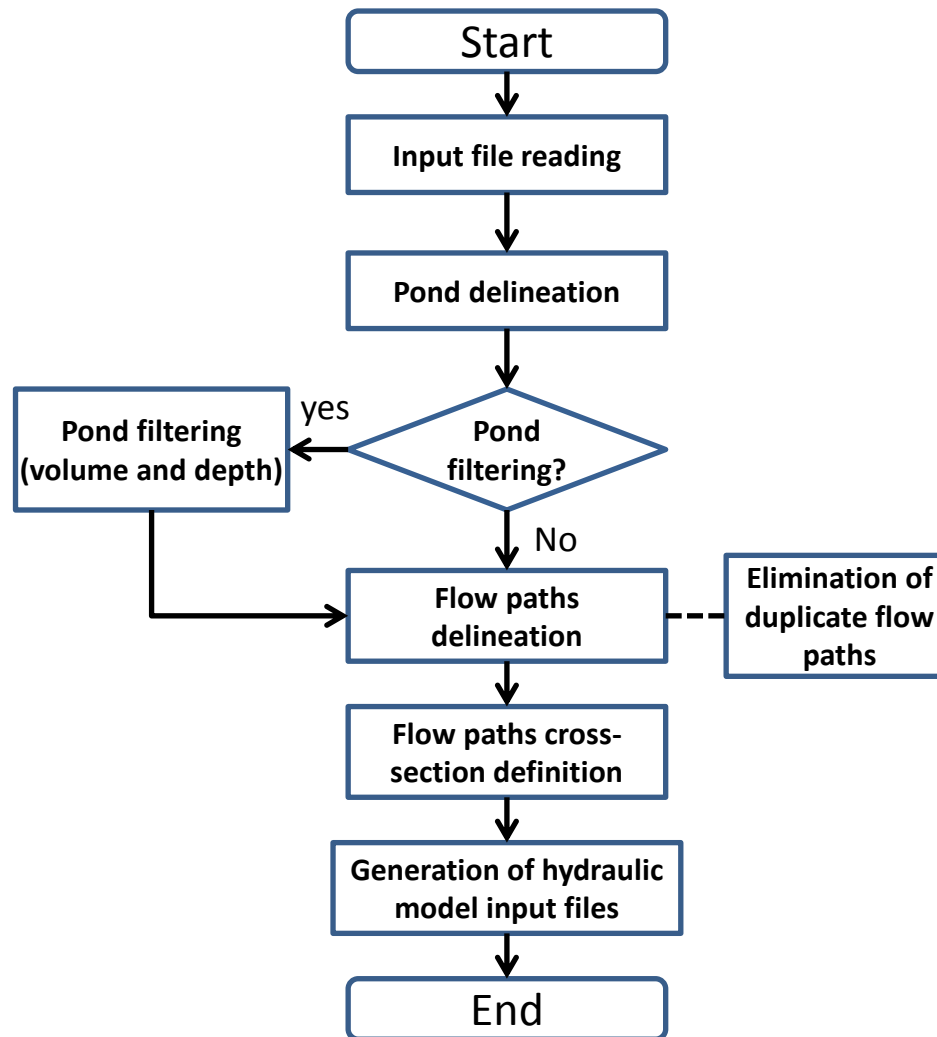 Start
Input file reading
Pond delineation
yes
Pond filtering
(volume and depth)
Pond
filtering?
No
Flow paths
delineation
Elimination of
duplicate flow
paths
Flow paths cross-
section definition
Generation of hydraulic
model input files
End